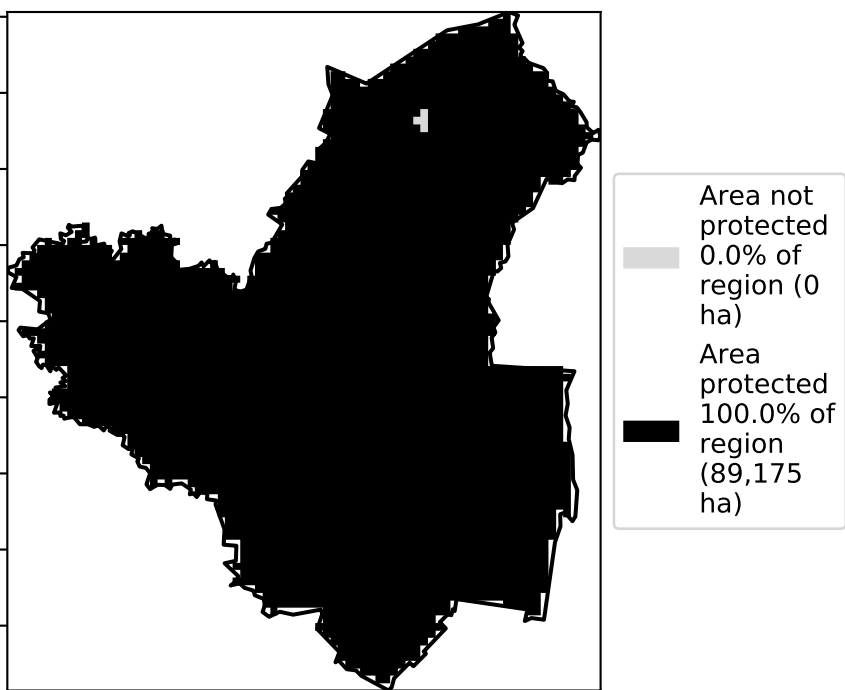 Area not
protected
0.0% of
region (0
ha)
Area
protected
100.0% of
region
(89,175
ha)